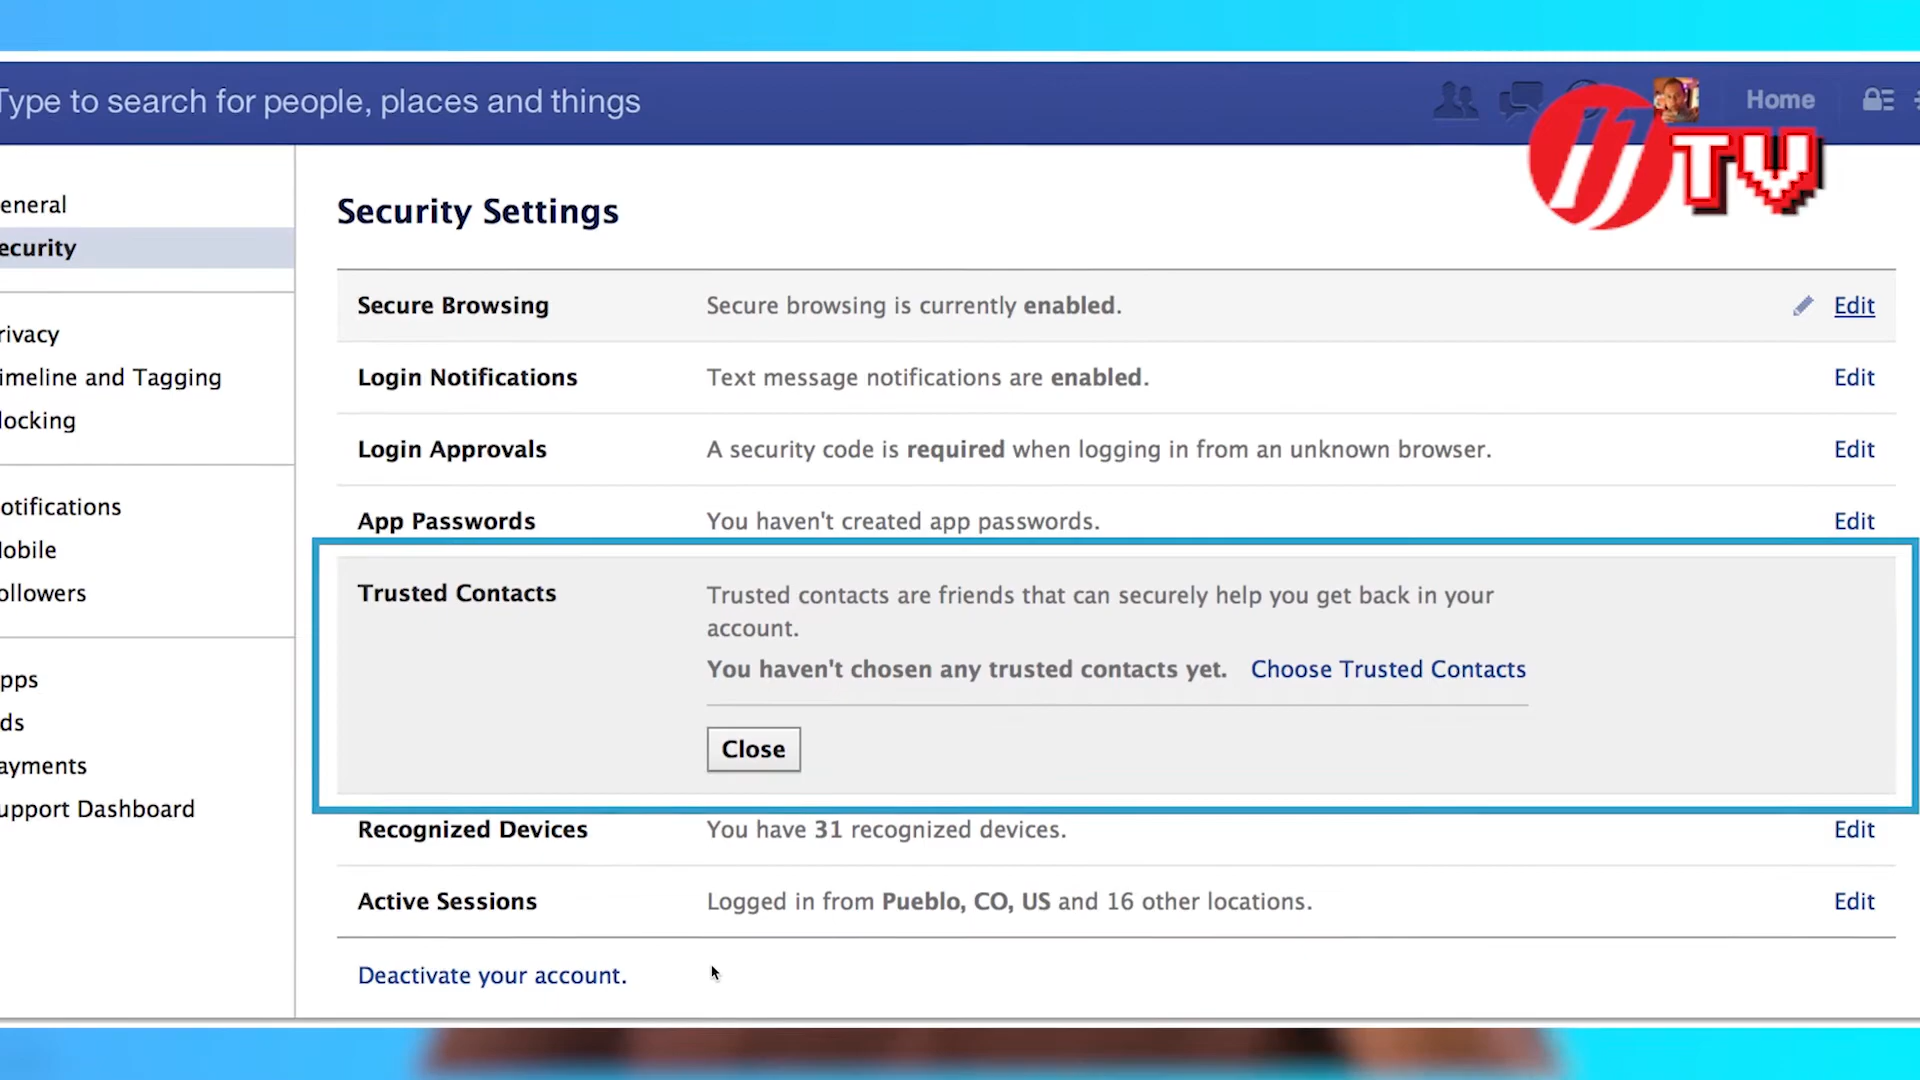 Type to search for people, places and things
Home
TV
eneral
ecurity
rivacy
imeline and Tagging
locking
otifications
obile
ollowers
pps
ds
ayments
upport Dashboard
Security Settings
Secure Browsing Secure browsing is currently enabled. Edit
Login Notifications Text message notifications are enabled. Edit
Login Approvals A security code is required when logging in from an unknown browser. Edit
App Passwords You haven't created app passwords. Edit
Trusted Contacts Trusted contacts are friends that can securely help you get back in your
account.
You haven't chosen any trusted contacts yet. Choose Trusted Contacts
Close
Recognized Devices You have 31 recognized devices. Edit
Active Sessions Logged in from Pueblo, CO, US and 16 other locations. Edit
Deactivate your account.